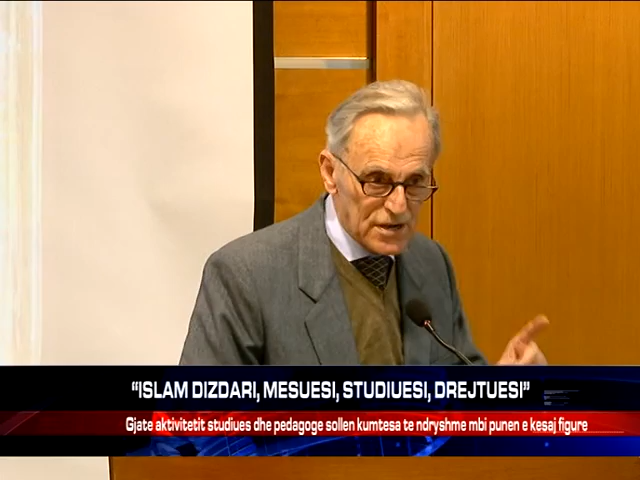 “ISLAM DIZDARI, MESUESI, STUDIUESI, DREJTUESI”
Gjate aktivitetit studiues dhe pedagoge sollen kumtesa te ndryshme mbi punen e kesaj figure